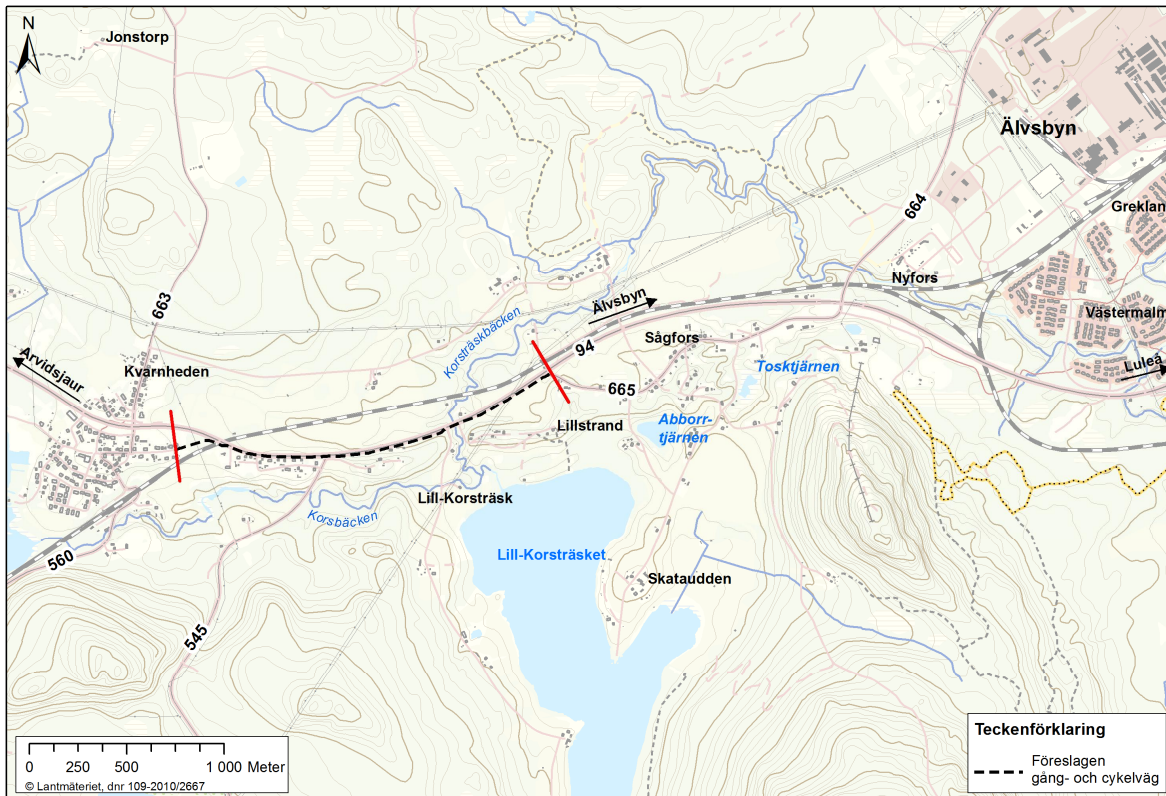 N
Jonstorp
Älvsbyn
664
Greklan
Nyfors
663
Älvsbyn
Korsträskbäcken
Västermalm
94
Sågfors
Arvidsjaur
Kvarnheden
Tosktjärnen
Luleå
665
Lillstrand
Abborr-
tjärnen
Lill-Korsträsk
Korsbäcken
Lill-Korsträsket
560
Skataudden
545
Teckenförklaring
Föreslagen
gång- och cykelväg
0 250 500 1 000 Meter
© Lantmäteriet, dnr 109-2010/2667